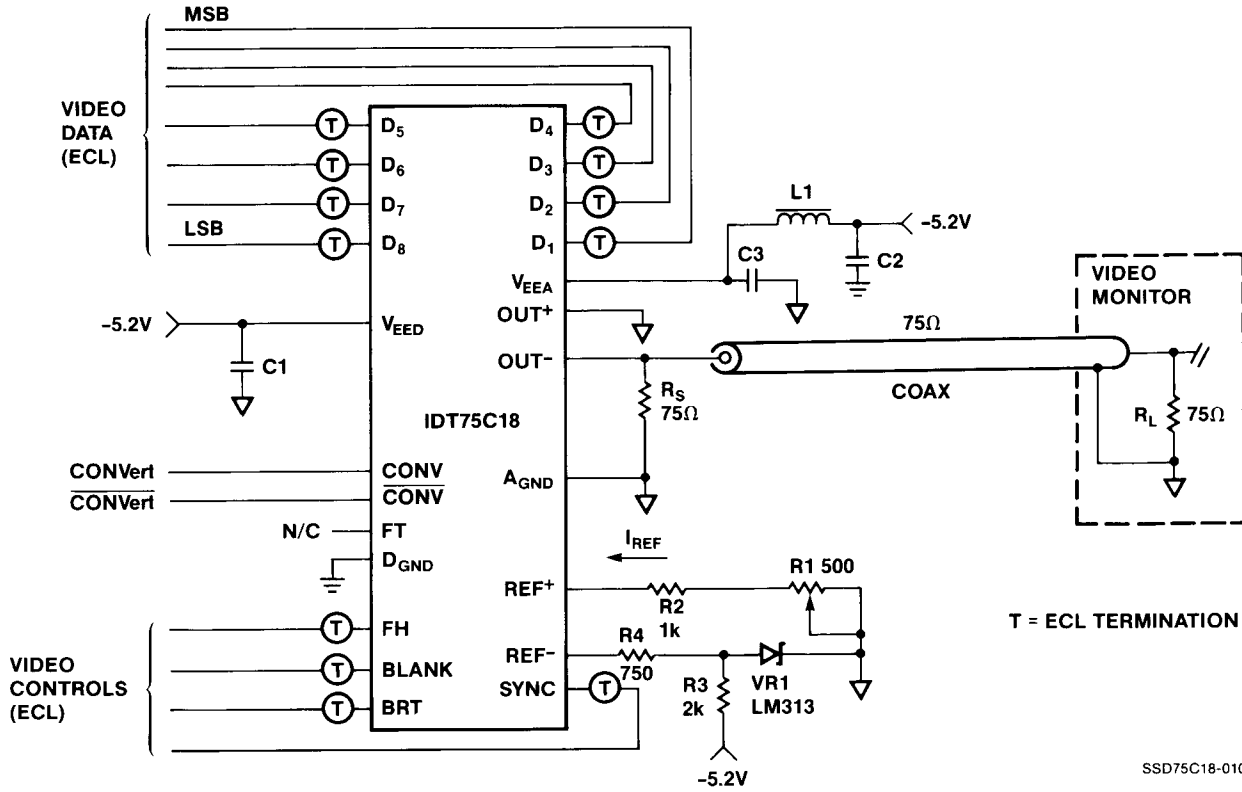 MSB
VIDEO
DATA
(ECL)
LSB
T
T
T
T
D5
D6
D7
D8
D4
D3
D2
D1
T
T
T
T
VEEA
OUT+
OUT−
L1
−5.2V
C3
C2
VIDEO
MONITOR
75Ω
COAX
RS
75Ω
RL
75Ω
−5.2V
VEED
C1
IDT75C18
CONVert
CONV
CONVert
CONV
N/C
FT
DGND
AGND
IREF
REF+
R2
1k
R1 500
T = ECL TERMINATION
REF−
R4
750
VR1
LM313
R3
2k
−5.2V
SYNC
T
VIDEO
CONTROLS
(ECL)
T
T
T
FH
BLANK
BRT
SSD75C18-010